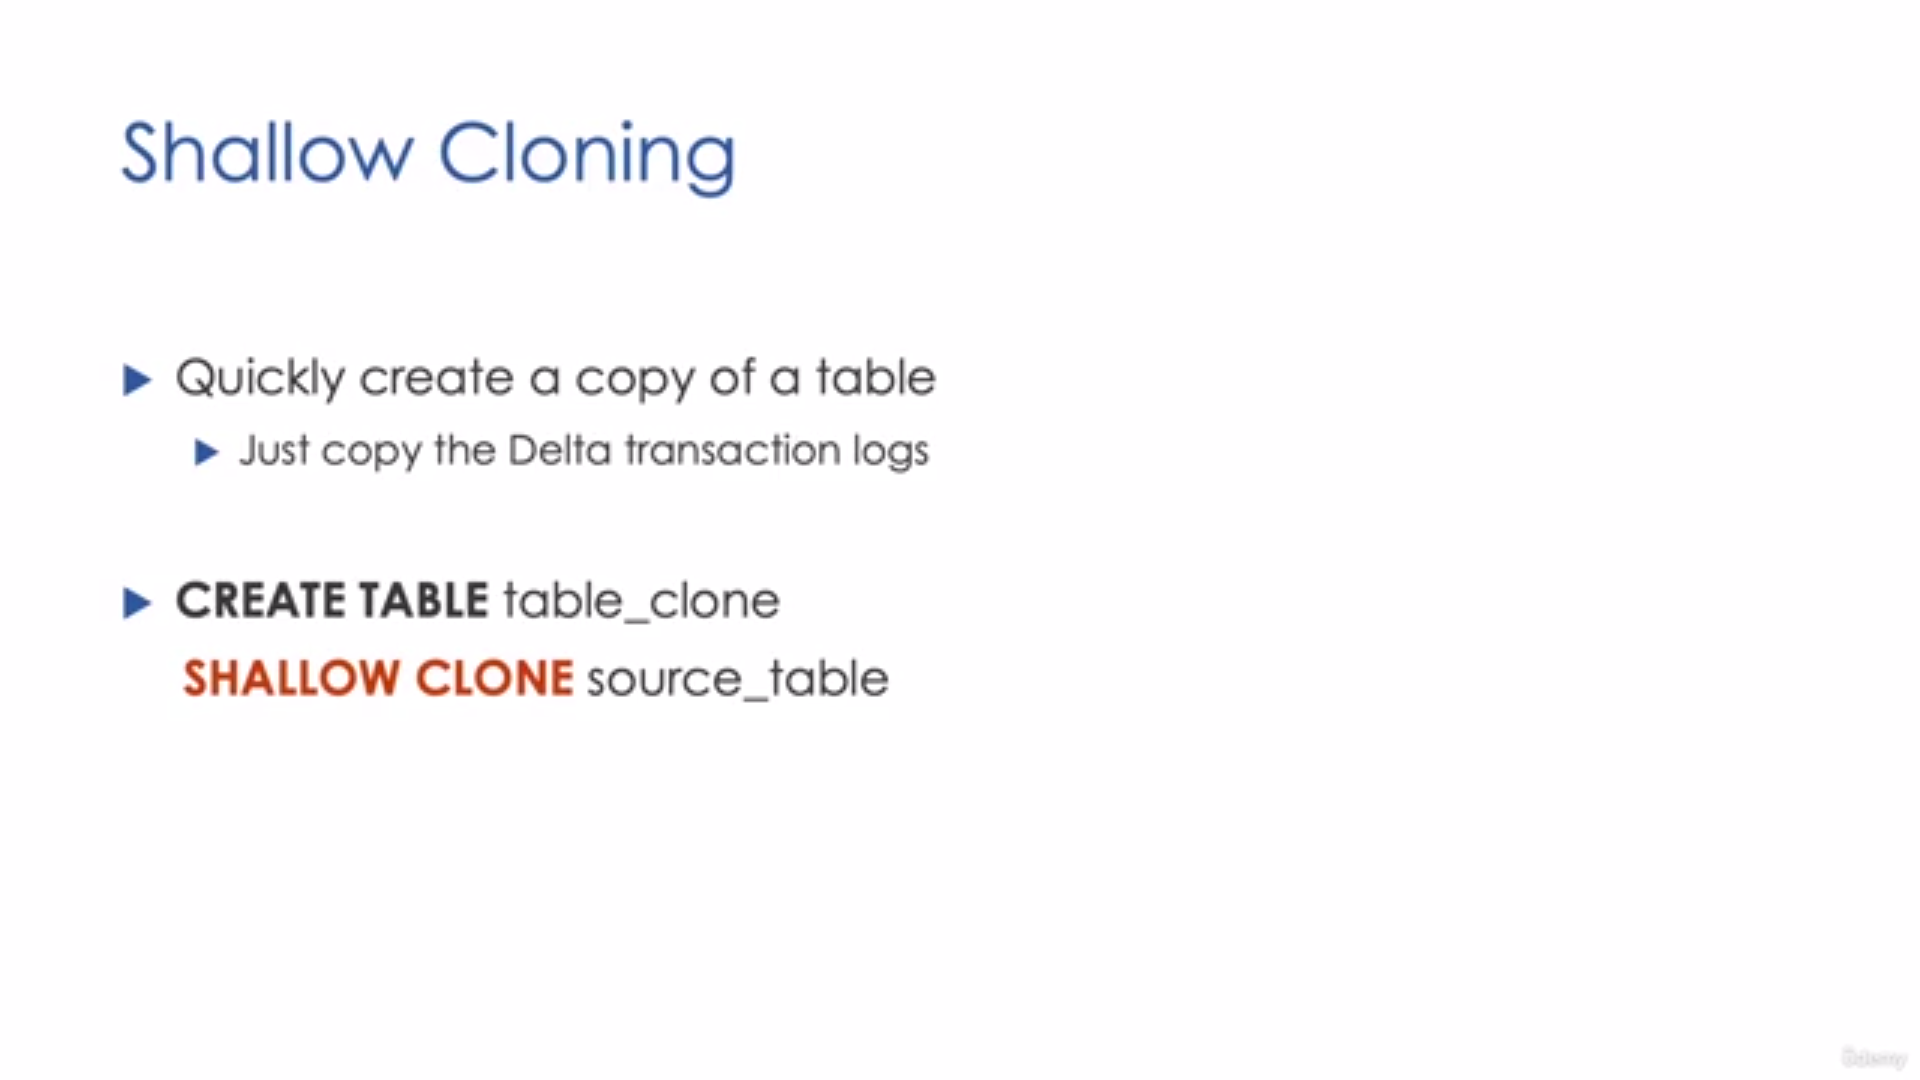 Shallow Cloning
Quickly create a copy of a table
Just copy the Delta transaction logs
CREATE TABLE table_clone
SHALLOW CLONE source_table
Udemy